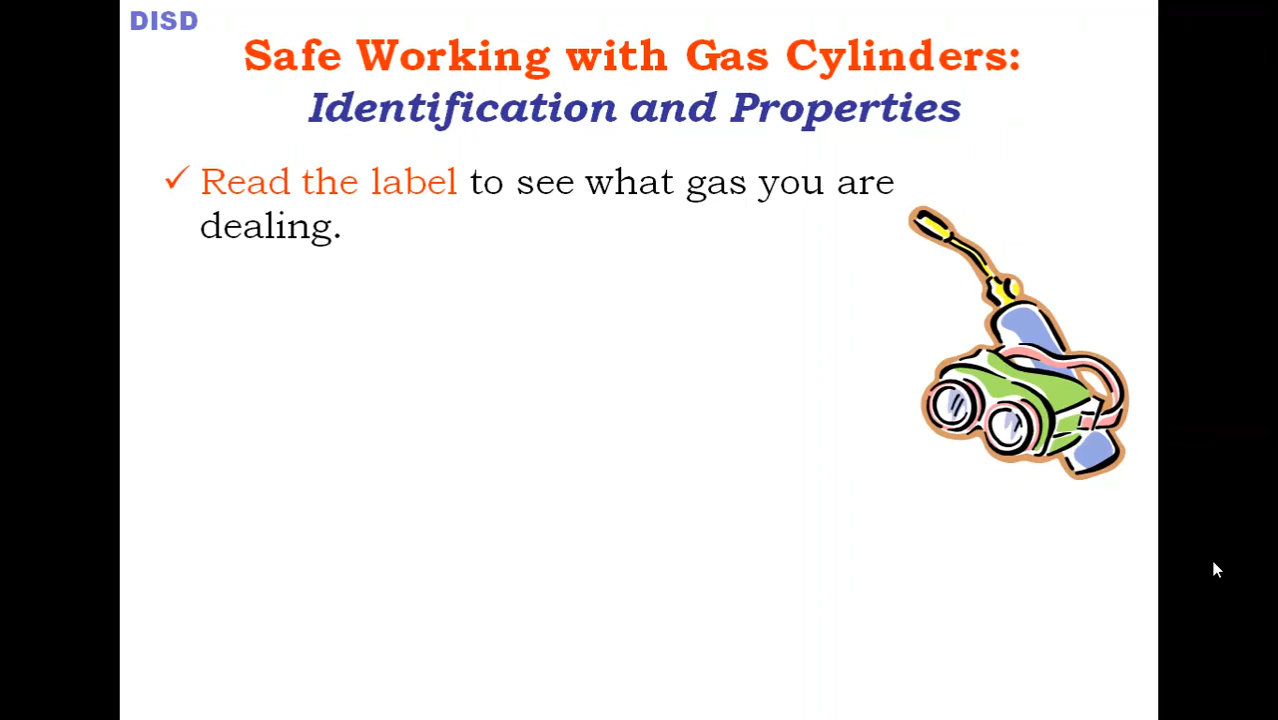 DISD
Safe Working with Gas Cylinders:
Identification and Properties
✓ Read the label to see what gas you are
dealing.